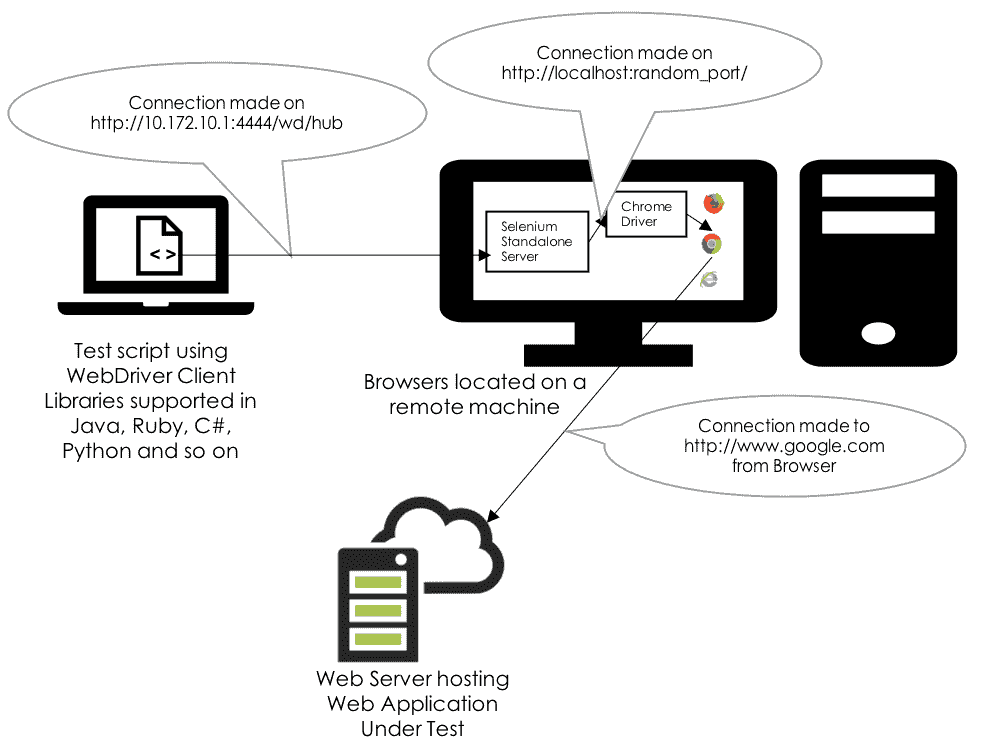 Connection made on
http://localhost:random_port/
Connection made on
http://10.172.10.1:4444/wd/hub
< >
Selenium
Standalone
Server
Chrome
Driver
Test script using
WebDriver Client
Libraries supported in
Java, Ruby, C#,
Python and so on
Browsers located on a
remote machine
Connection made to
http://www.google.com
from Browser
Web Server hosting
Web Application
Under Test